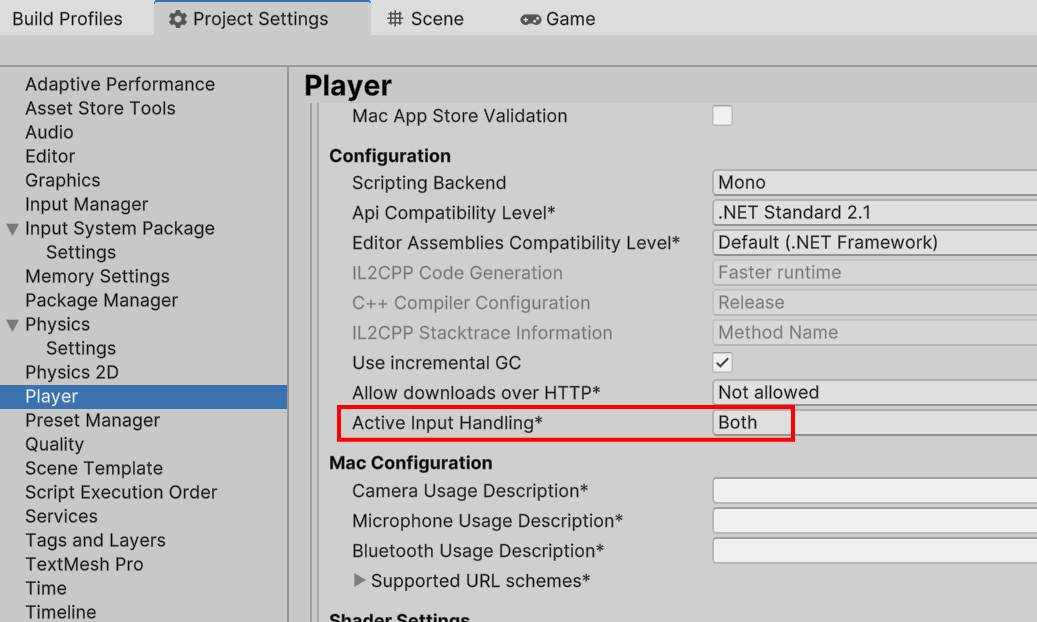 Build Profiles
Project Settings
Scene
Game
Adaptive Performance
Asset Store Tools
Audio
Editor
Graphics
Input Manager
Input System Package
Settings
Memory Settings
Package Manager
Physics
Settings
Physics 2D
Player
Preset Manager
Quality
Scene Template
Script Execution Order
Services
Tags and Layers
TextMesh Pro
Time
Timeline
Player
Mac App Store Validation
Configuration
Scripting Backend Mono
Api Compatibility Level* .NET Standard 2.1
Editor Assemblies Compatibility Level* Default (.NET Framework)
IL2CPP Code Generation Faster runtime
C++ Compiler Configuration Release
IL2CPP Stacktrace Information Method Name
Use incremental GC
Allow downloads over HTTP* Not allowed
Active Input Handling* Both
Mac Configuration
Camera Usage Description*
Microphone Usage Description*
Bluetooth Usage Description*
Supported URL schemes*
Shader Settings